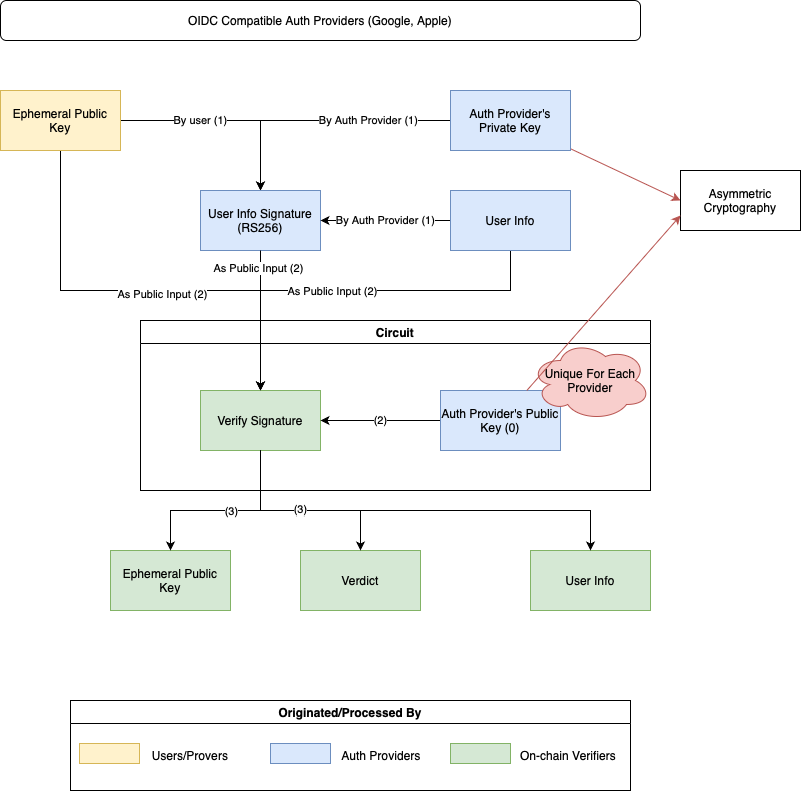 OIDC Compatible Auth Providers (Google, Apple)
Ephemeral Public
Key
By user (1)
By Auth Provider (1)
Auth Provider's
Private Key
Asymmetric
Cryptography
User Info Signature
(RS256)
By Auth Provider (1)
User Info
As Public Input (2)
As Public Input (2)
As Public Input (2)
Circuit
Unique For Each
Provider
Verify Signature
(2)
Auth Provider's Public
Key (0)
(3)
(3)
Ephemeral Public
Key
Verdict
User Info
Originated/Processed By
Users/Provers
Auth Providers
On-chain Verifiers